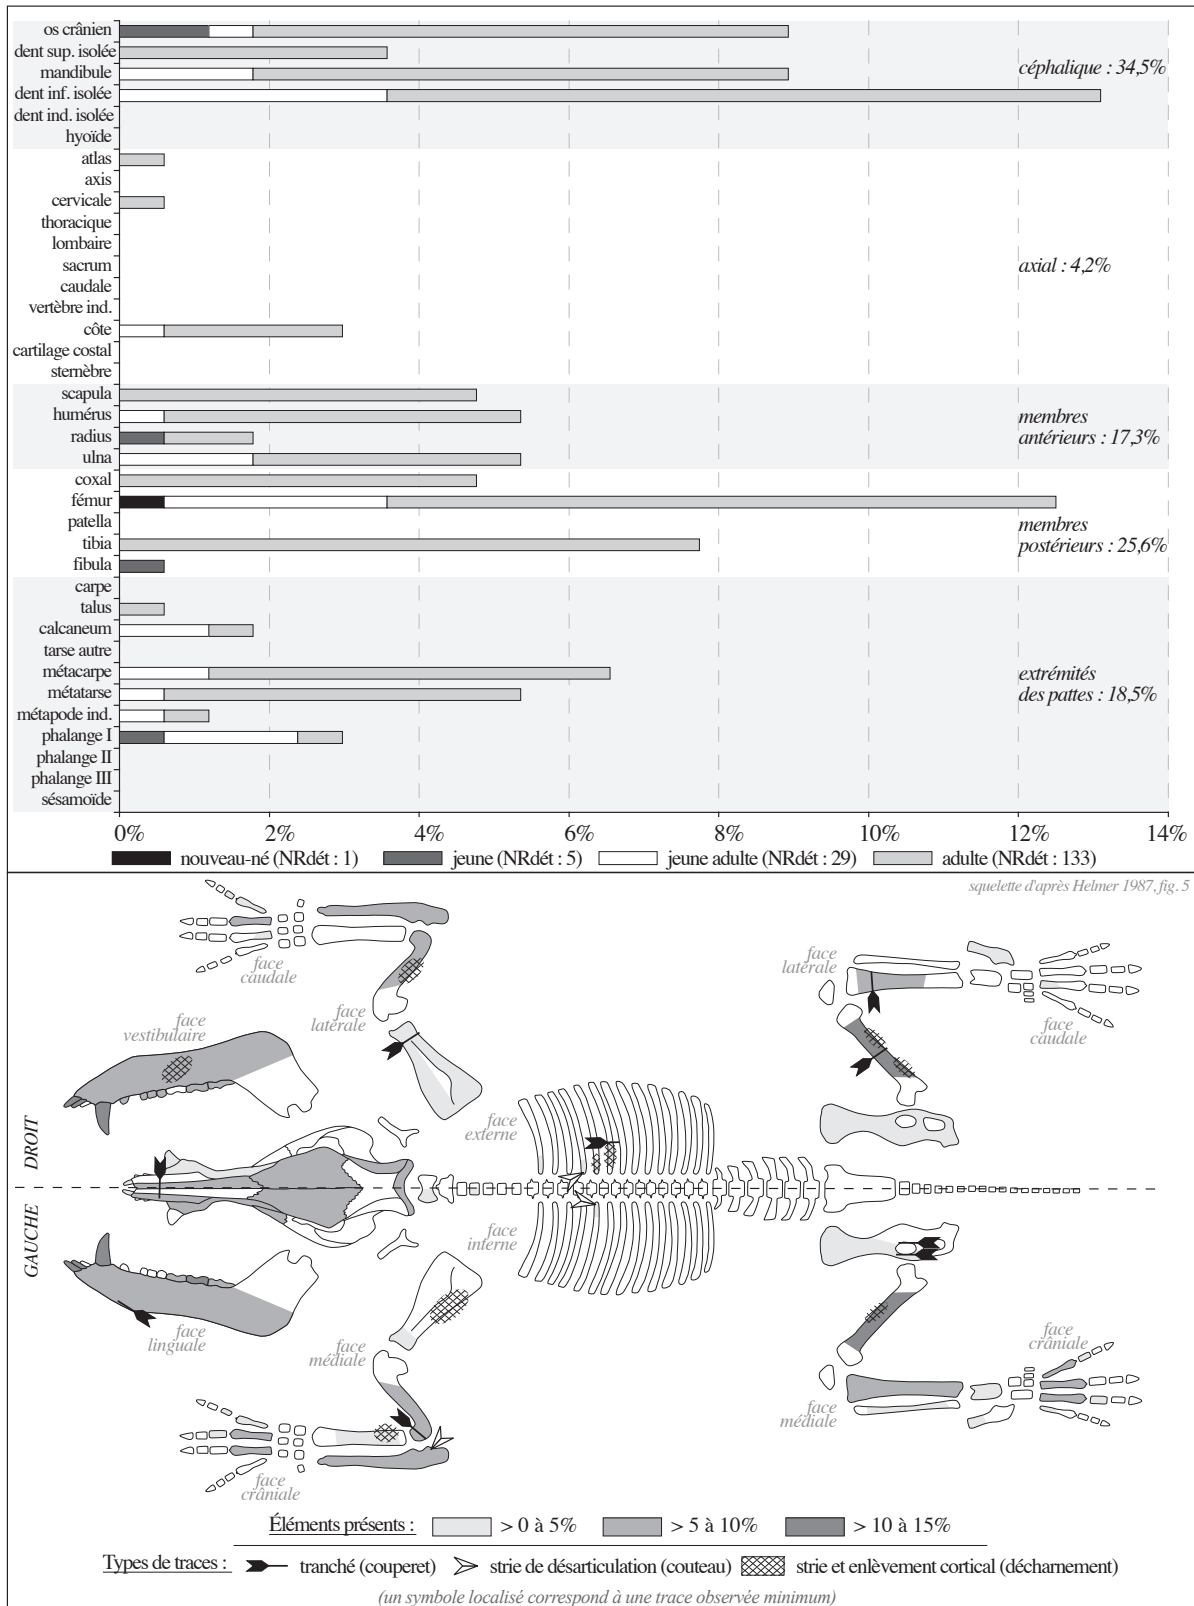 os crânien
dent sup. isolée
mandibule
céphalique : 34,5%
dent inf. isolée
dent ind. isolée
hyoïde
atlas
axis
cervicale
thoracique
lombaire
sacrum
axial : 4,2%
caudale
vertèbre ind.
côte
cartilage costal
sternèbre
scapula
humérus
membres
antérieurs : 17,3%
radius
ulna
coxal
fémur
patella
membres
postérieurs : 25,6%
tibia
fibula
carpe
talus
calcaneum
tarse autre
métacarpe
extrémités
des pattes : 18,5%
métatarse
métapode ind.
phalange I
phalange II
phalange III
sésamoïde
0% 2% 4% 6% 8% 10% 12% 14%
nouveau-né (NRdét : 1) jeune (NRdét : 5) jeune adulte (NRdét : 29) adulte (NRdét : 133)
squelette d'après Helmer 1987, fig. 5
face
caudale
face
latérale
face
vestibulaire
face
latérale
face
caudale
face
externe
DROIT
GAUCHE
face
interne
face
linguale
face
médiale
face
crâniale
face
médiale
face
crâniale
Éléments présents : > 0 à 5% > 5 à 10% > 10 à 15%
Types de traces : tranché (couperet) strie de désarticulation (couteau) strie et enlèvement cortical (décharnement)
(un symbole localisé correspond à une trace observée minimum)